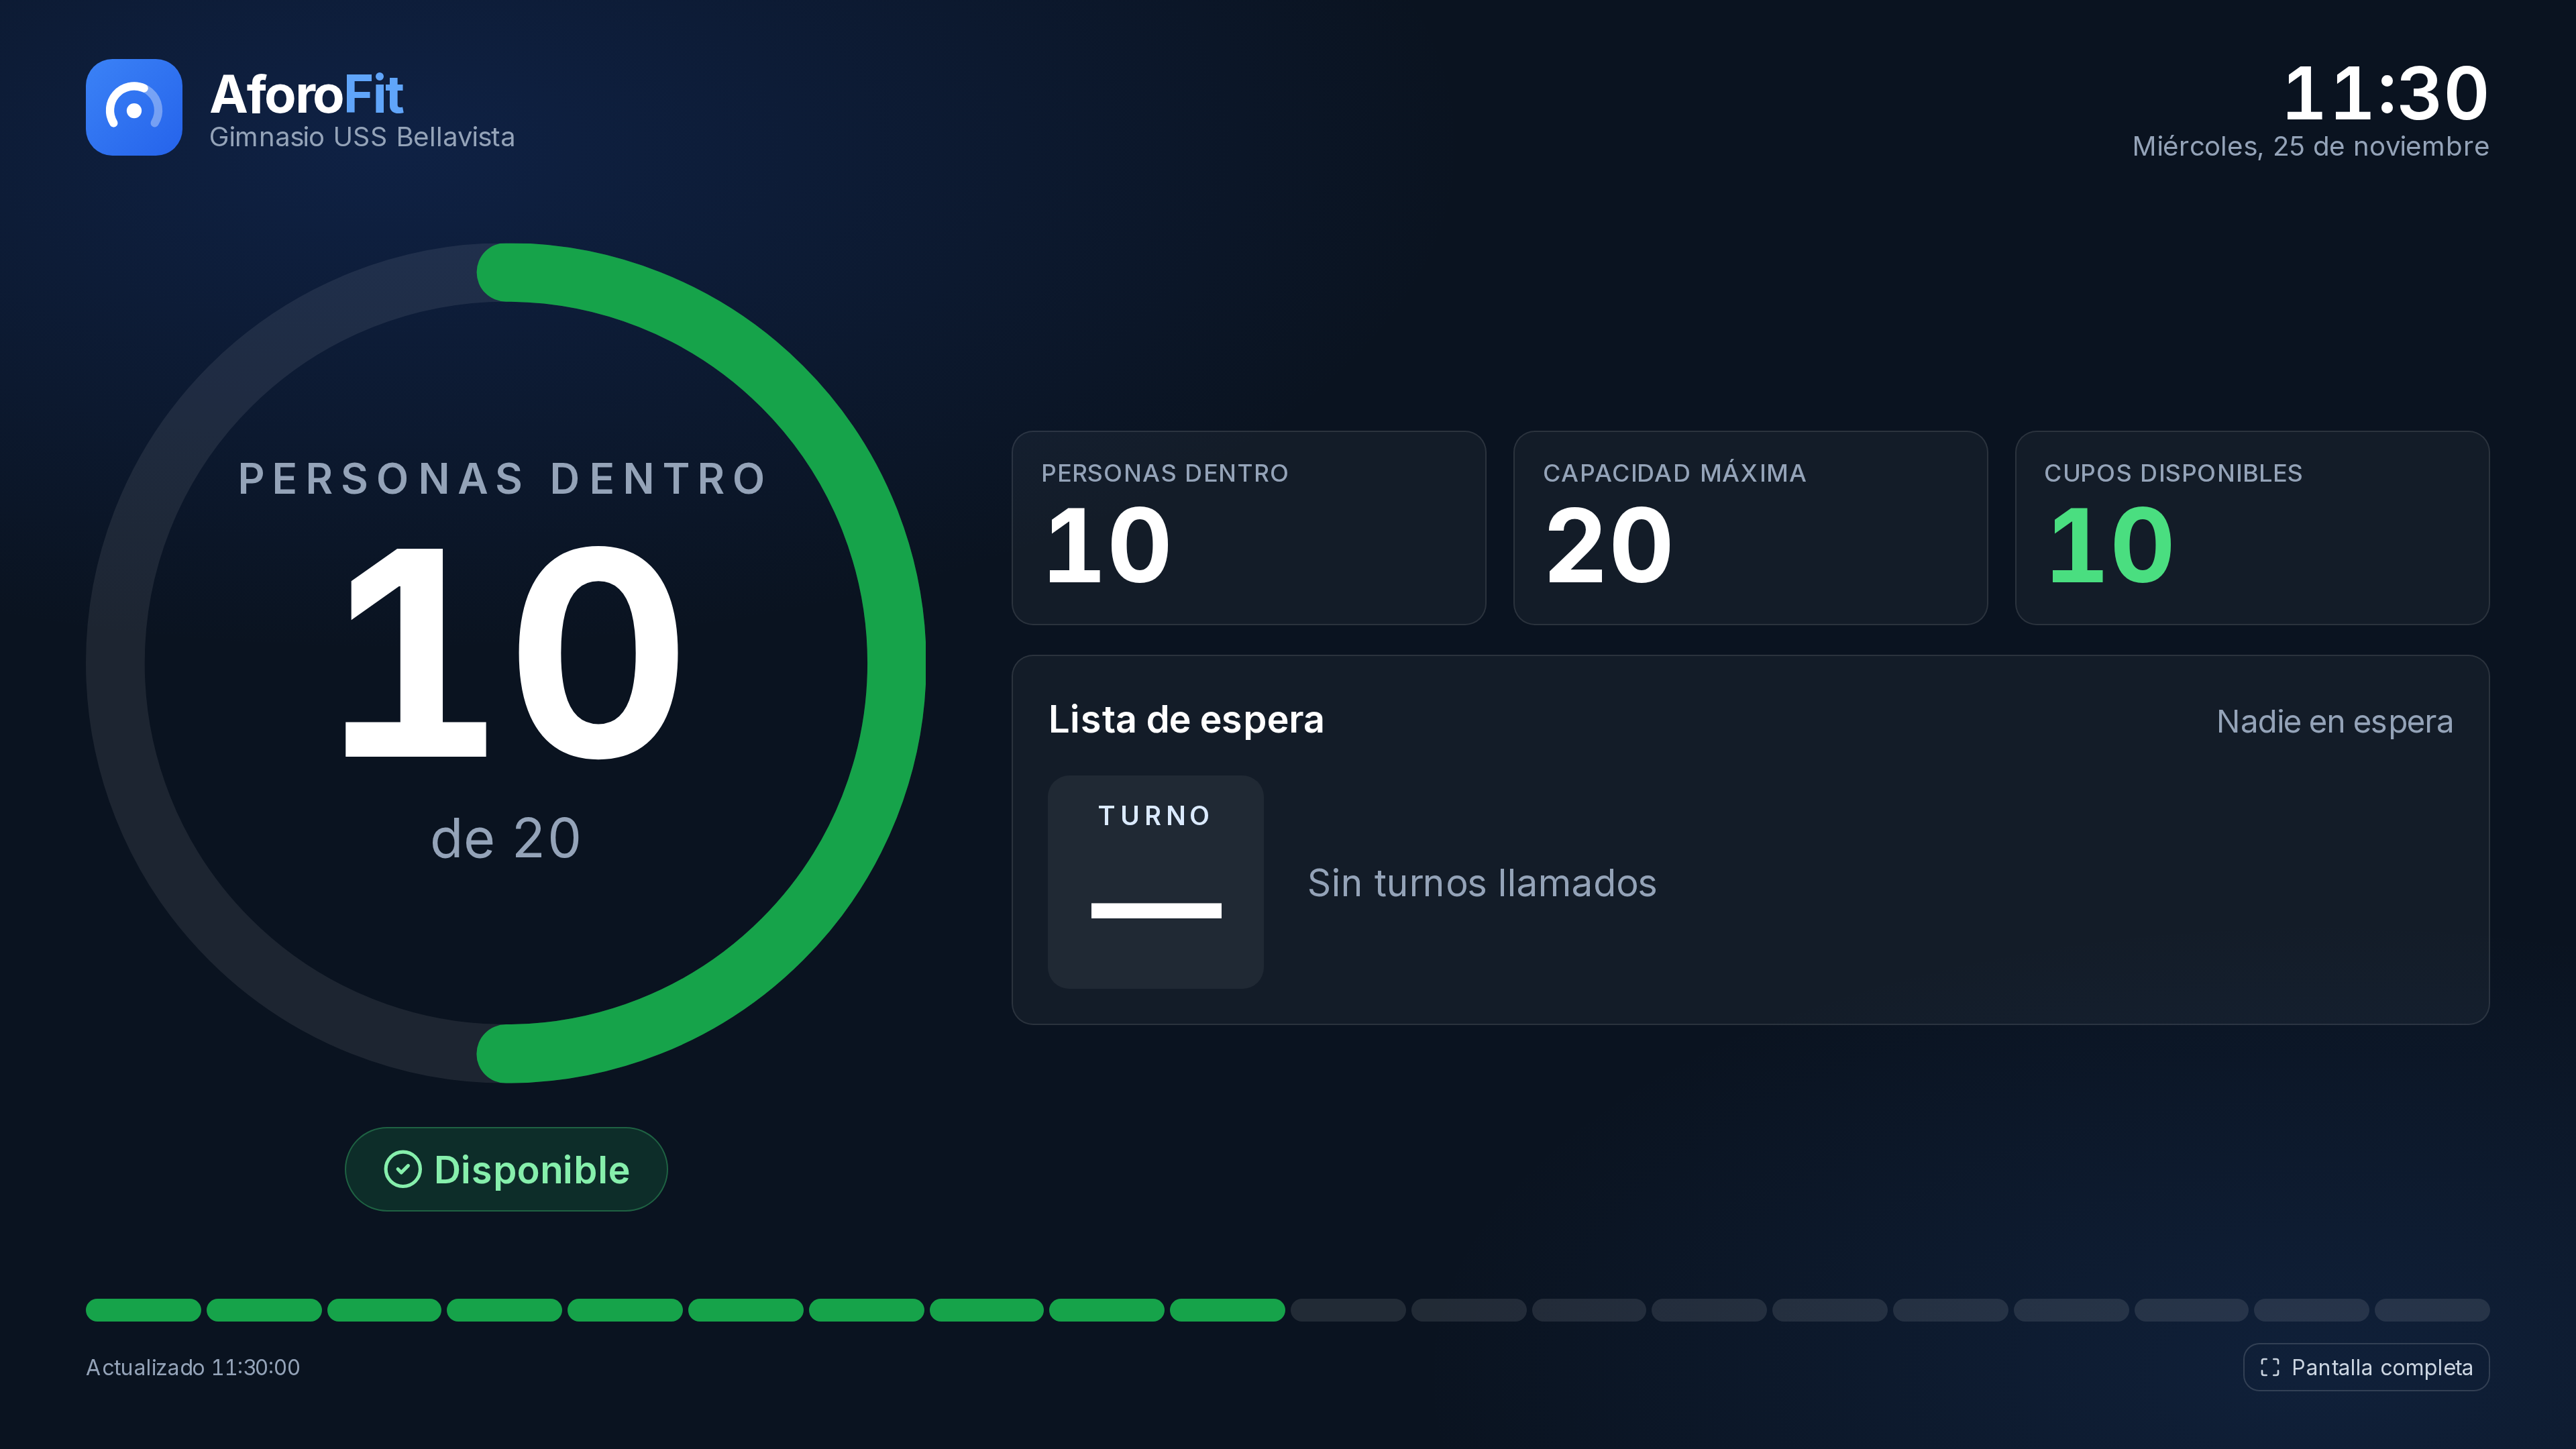 AforoFit
Gimnasio USS Bellavista
11:30
Miércoles, 25 de noviembre
PERSONAS DENTRO
10
de 20
Disponible
PERSONAS DENTRO
10
CAPACIDAD MÁXIMA
20
CUPOS DISPONIBLES
10
Lista de espera
Nadie en espera
TURNO
—
Sin turnos llamados
Actualizado 11:30:00
Pantalla completa